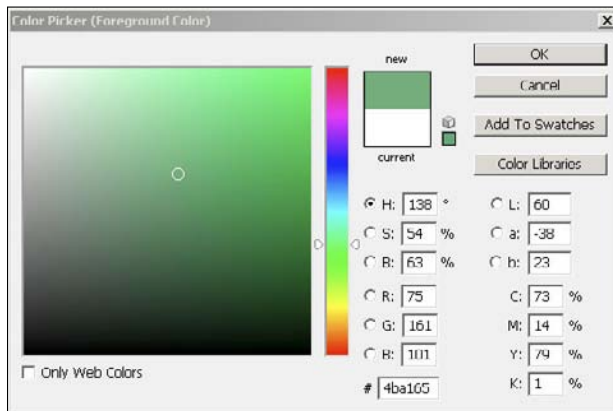 Color Picker (Foreground Color)
X
new
current
OK
Cancel
Add To Swatches
Color Libraries
H: 138 °
S: 54 %
B: 63 %
R: 75
G: 161
B: 101
# 4ba165
L: 60
a: -38
b: 23
C: 73 %
M: 14 %
Y: 79 %
K: 1 %
Only Web Colors